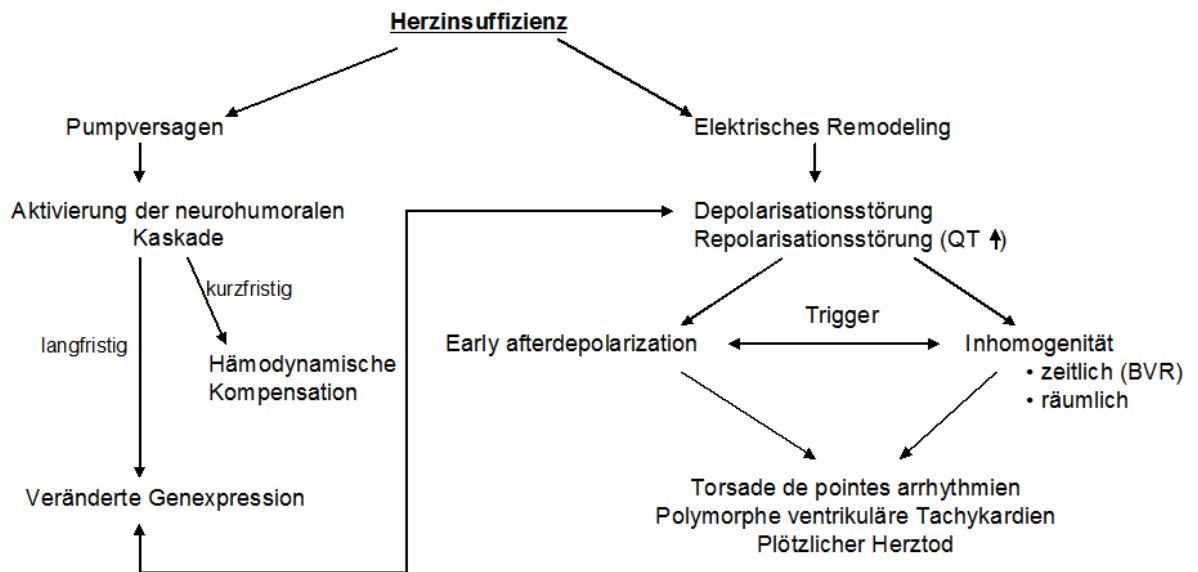 Herzinsuffizienz
Pumpversagen
Elektrisches Remodeling
Aktivierung der neurohumoralen
Kaskade
Depolarisationsstörung
Repolarisationsstörung (QT ↑)
kurzfristig
langfristig
Trigger
Early afterdepolarization
Inhomogenität
• zeitlich (BVR)
• räumlich
Hämodynamische
Kompensation
Veränderte Genexpression
Torsade de pointes arrhythmien
Polymorphe ventrikuläre Tachykardien
Plötzlicher Herztod